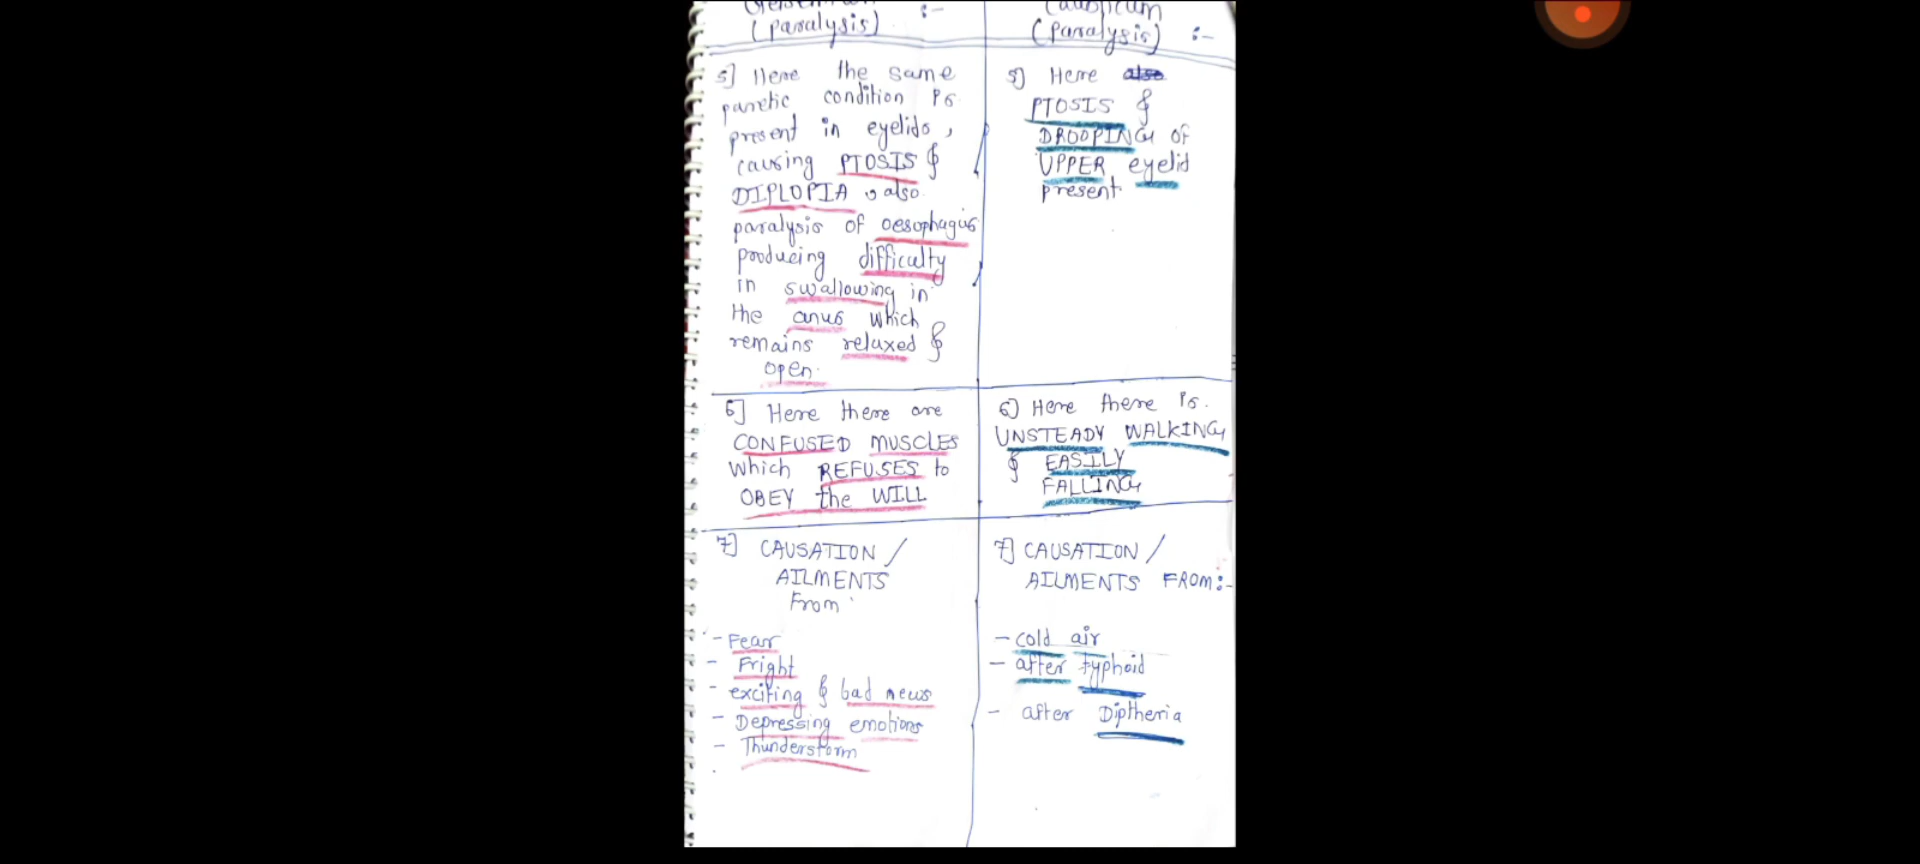 (paralysis) :-
5] Here the same
paretic condition is
present in eyelids,
causing PTOSIS &
DIPLOPIA, also
paralysis of oesophagus
producing difficulty
in swallowing in
the anus which
remains relaxed &
open.
6] Here there are
CONFUSED MUSCLES
which REFUSES to
OBEY the WILL
7] CAUSATION /
AILMENTS
From
- Fear
- Fright
- exciting & bad news
- Depressing emotions
- Thunderstorm
Causticum
(Paralysis) :-
5) Here also
PTOSIS &
DROOPING of
UPPER eyelid
present
6) Here there is.
UNSTEADY WALKING
& EASILY
FALLING
7] CAUSATION /
AILMENTS FROM:-
- cold air
- after typhoid
- after Diptheria